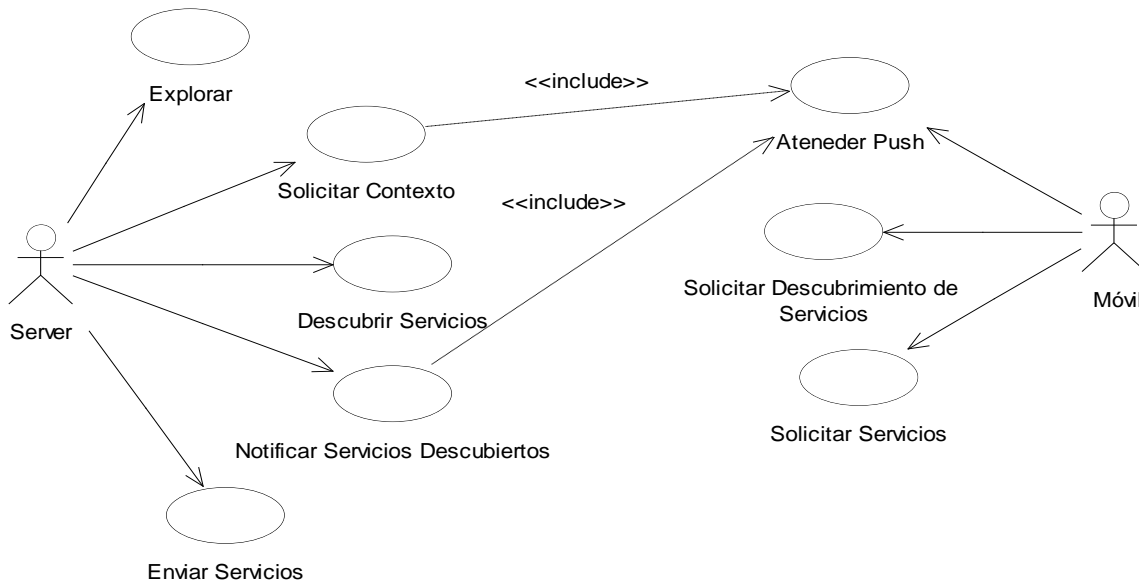 Explorar
<<include>>
Solicitar Contexto
Ateneder Push
<<include>>
Server
Descubrir Servicios
Solicitar Descubrimiento de
Servicios
Móvil
Notificar Servicios Descubiertos
Solicitar Servicios
Enviar Servicios